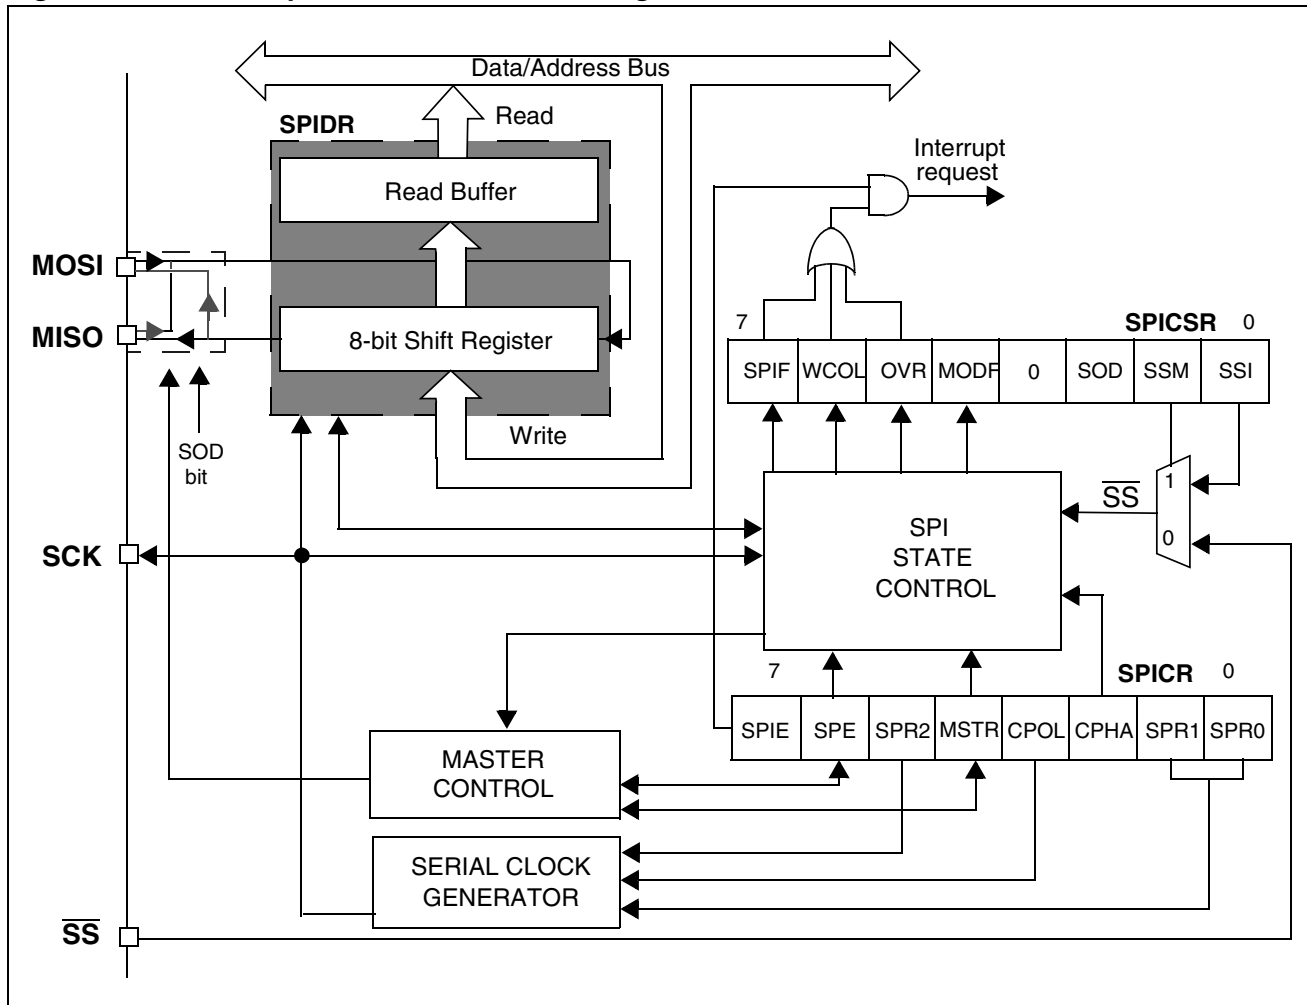 Data/Address Bus
Read
SPIDR
Read Buffer
Interrupt
request
MOSI
MISO
8-bit Shift Register
7
SPICSR
0
SPIF
WCOL
OVR
MODF
0
SOD
SSM
SSI
Write
SOD
bit
1
SS
0
SPI
STATE
CONTROL
SCK
7
SPICR
0
SPIE
SPE
SPR2
MSTR
CPOL
CPHA
SPR1
SPR0
MASTER
CONTROL
SERIAL CLOCK
GENERATOR
SS